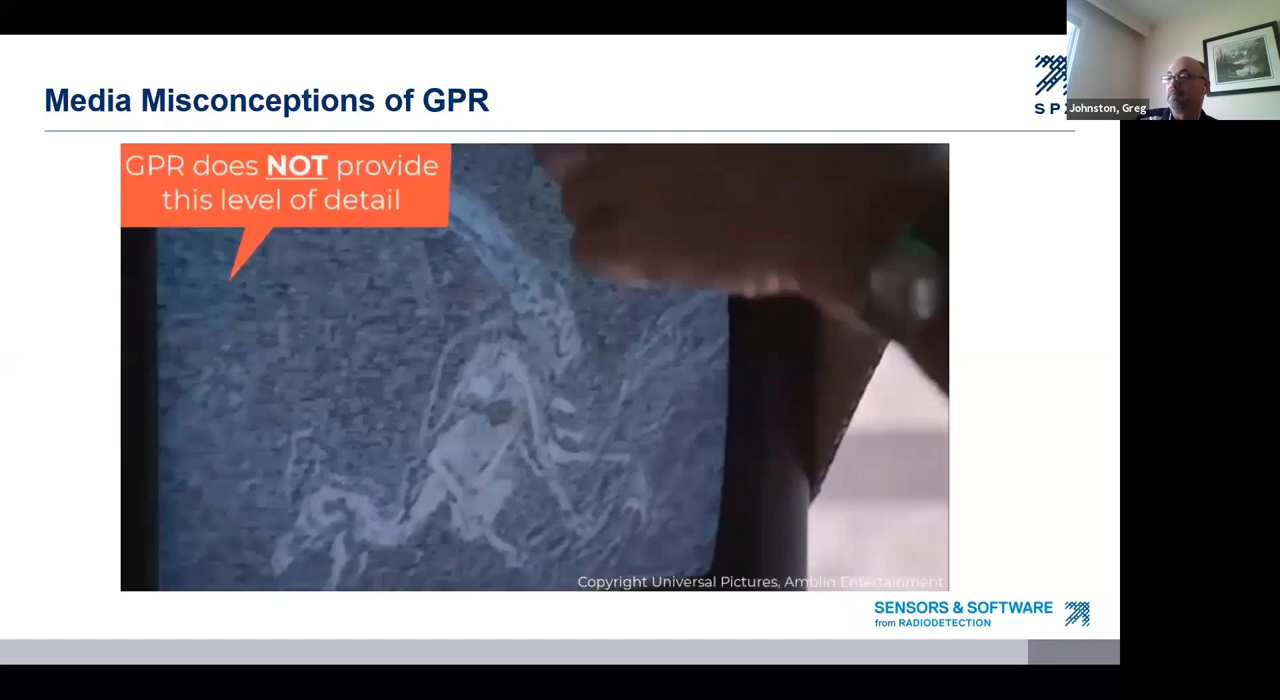 Media Misconceptions of GPR
SP
Johnston, Greg
GPR does NOT provide
this level of detail
Copyright Universal Pictures, Amblin Entertainment
SENSORS & SOFTWARE
from RADIODETECTION